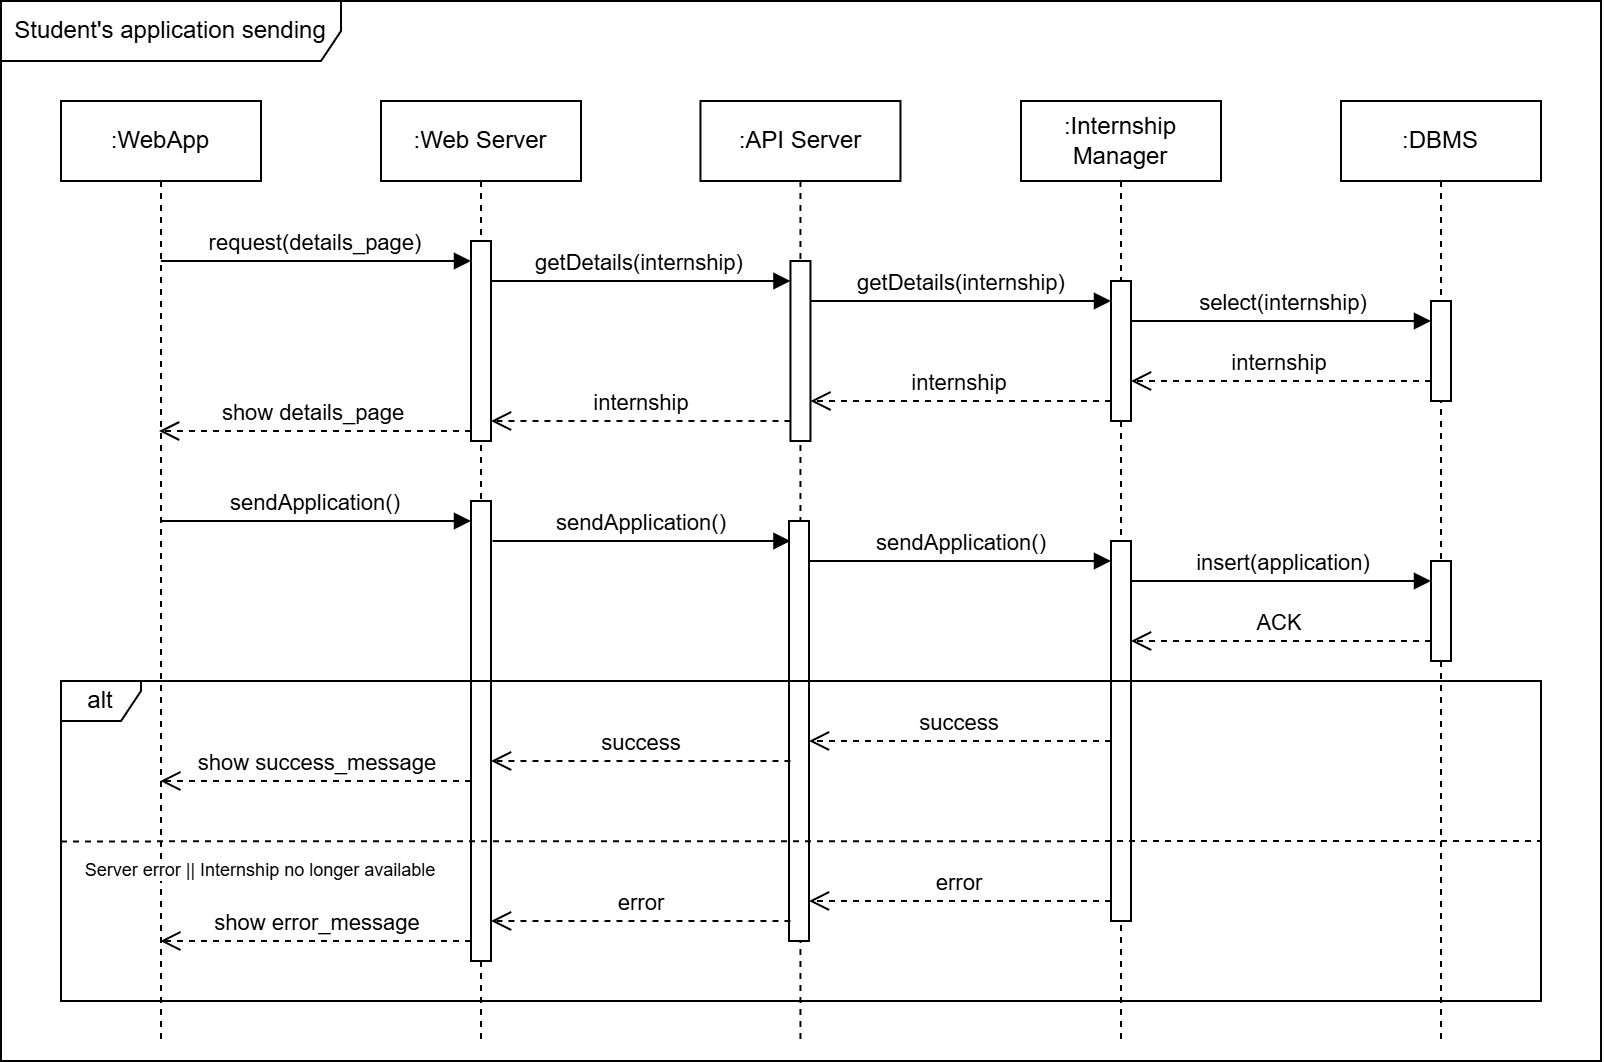 Student's application sending
:WebApp
:Web Server
:API Server
:Internship
Manager
:DBMS
request(details_page)
getDetails(internship)
getDetails(internship)
select(internship)
internship
internship
internship
show details_page
sendApplication()
sendApplication()
sendApplication()
insert(application)
ACK
alt
success
success
show success_message
Server error || Internship no longer available
error
error
show error_message